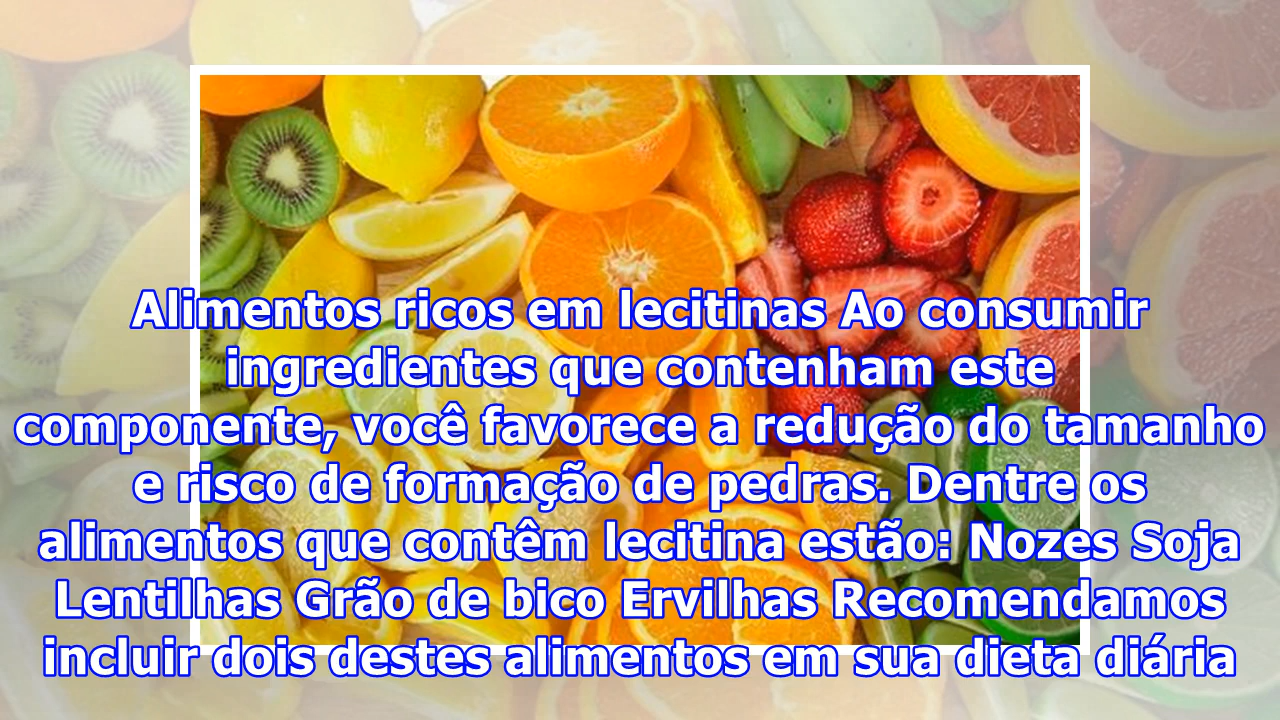 Alimentos ricos em lecitinas Ao consumir
ingredientes que contenham este
componente, você favorece a redução do tamanho
e risco de formação de pedras. Dentre os
alimentos que contêm lecitina estão: Nozes Soja
Lentilhas Grão de bico Ervilhas Recomendamos
incluir dois destes alimentos em sua dieta diária